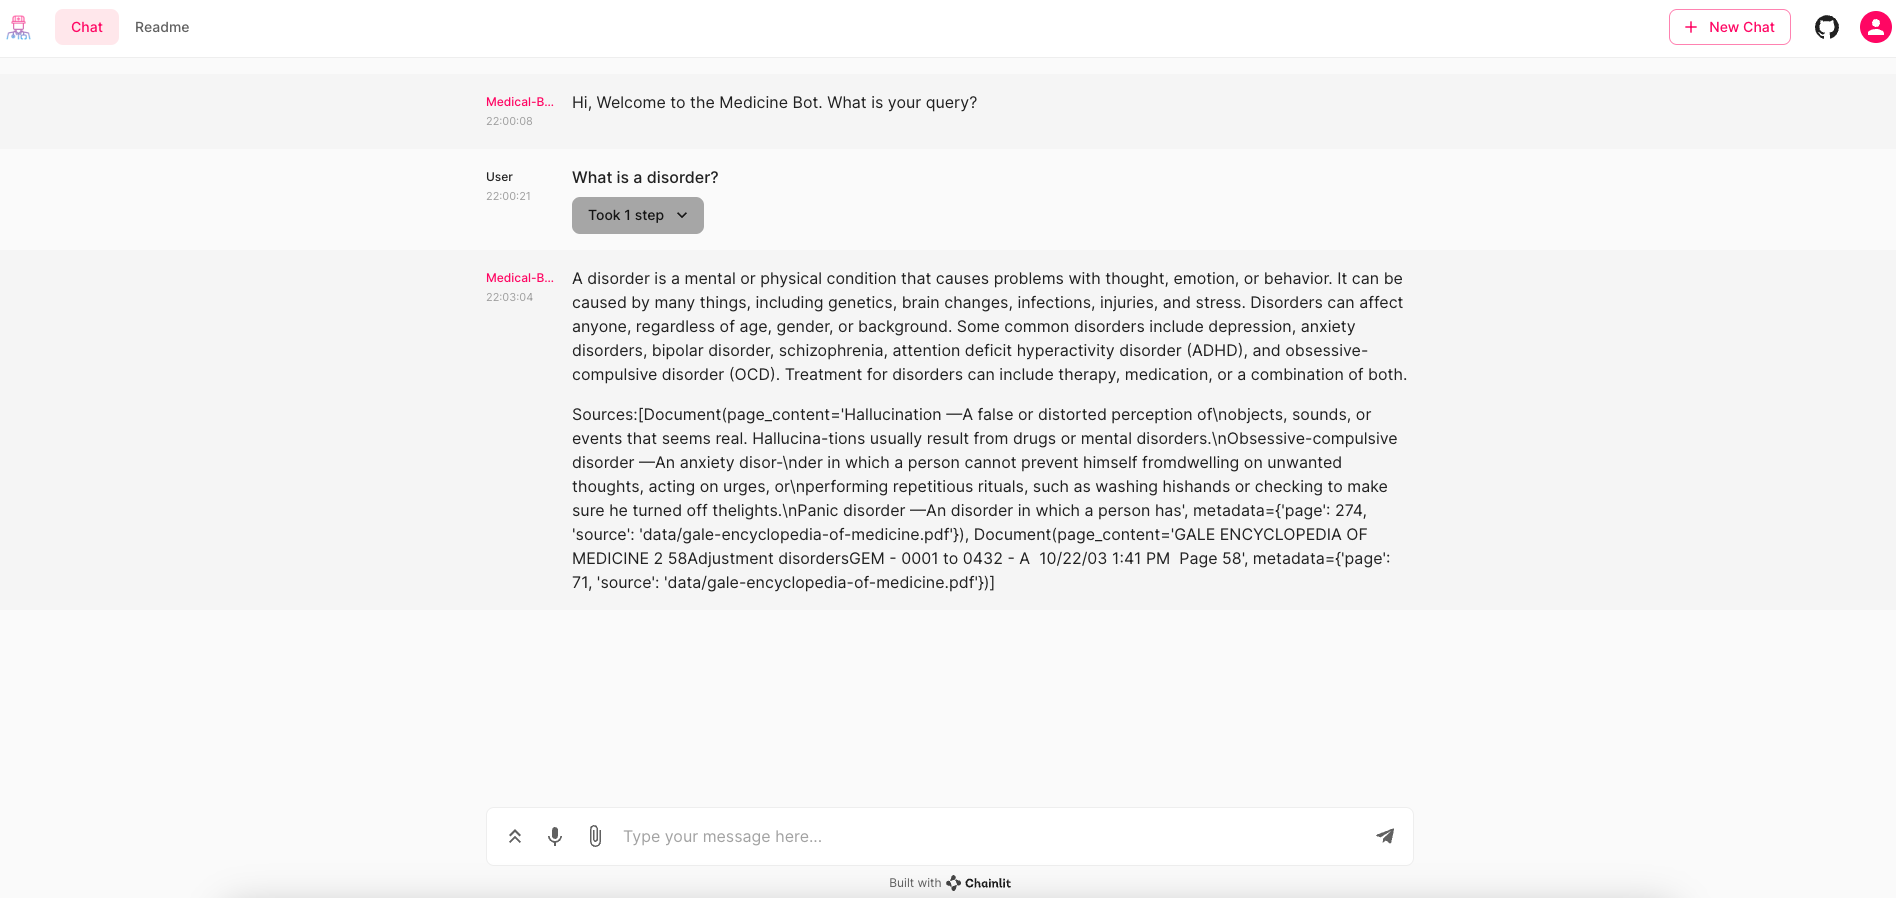 Chat
Readme
New Chat
Medical-B...
22:00:08
Hi, Welcome to the Medicine Bot. What is your query?
User
22:00:21
What is a disorder?
Took 1 step
Medical-B...
22:03:04
A disorder is a mental or physical condition that causes problems with thought, emotion, or behavior. It can be
caused by many things, including genetics, brain changes, infections, injuries, and stress. Disorders can affect
anyone, regardless of age, gender, or background. Some common disorders include depression, anxiety
disorders, bipolar disorder, schizophrenia, attention deficit hyperactivity disorder (ADHD), and obsessive-
compulsive disorder (OCD). Treatment for disorders can include therapy, medication, or a combination of both.
Sources:[Document(page_content='Hallucination —A false or distorted perception of\nobjects, sounds, or
events that seems real. Hallucina-tions usually result from drugs or mental disorders.\nObsessive-compulsive
disorder —An anxiety disor-\nder in which a person cannot prevent himself fromdwelling on unwanted
thoughts, acting on urges, or\nperforming repetitious rituals, such as washing hishands or checking to make
sure he turned off thelights.\nPanic disorder —An disorder in which a person has', metadata={'page': 274,
'source': 'data/gale-encyclopedia-of-medicine.pdf'}), Document(page_content='GALE ENCYCLOPEDIA OF
MEDICINE 2 58Adjustment disordersGEM - 0001 to 0432 - A  10/22/03 1:41 PM  Page 58', metadata={'page':
71, 'source': 'data/gale-encyclopedia-of-medicine.pdf'})]
Type your message here...
Built with Chainlit